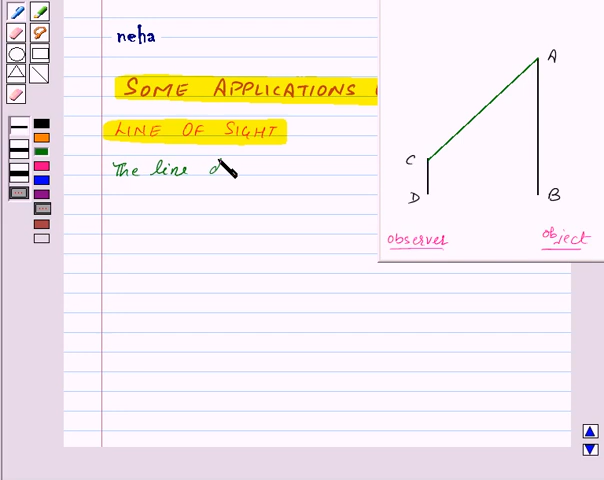 neha
SOME APPLICATIONS
LINE OF SIGHT
The line
A
C
D
B
observer
object